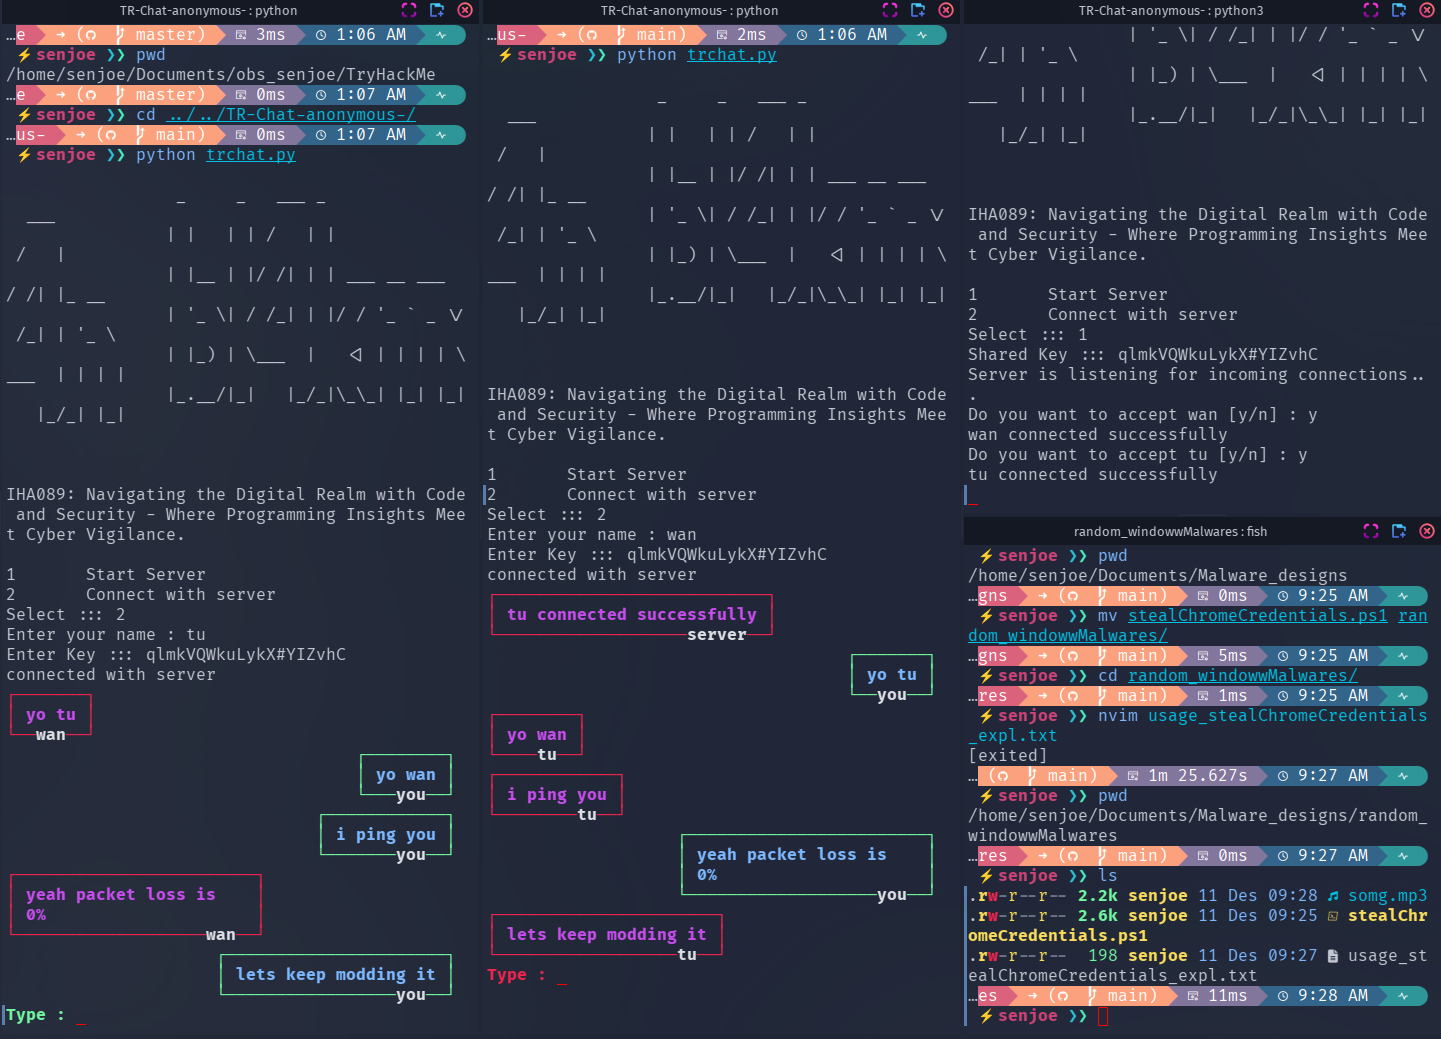 TR-Chat-anonymous- : python
…e ➜ ( master) 3ms 1:06 AM
⚡senjoe ❯❯ pwd
/home/senjoe/Documents/obs_senjoe/TryHackMe
…e ➜ ( master) 0ms 1:07 AM
⚡senjoe ❯❯ cd ../../TR-Chat-anonymous-/
…us- ➜ ( main) 0ms 1:07 AM
⚡senjoe ❯❯ python trchat.py
IHA089: Navigating the Digital Realm with Code
and Security - Where Programming Insights Mee
t Cyber Vigilance.
1 Start Server
2 Connect with server
Select ::: 2
Enter your name : tu
Enter Key ::: qlmkVQWkuLykX#YIZvhC
connected with server
yo tu
wan
yo wan
you
i ping you
you
yeah packet loss is
0%
wan
lets keep modding it
you
Type : _
TR-Chat-anonymous- : python
…us- ➜ ( main) 2ms 1:06 AM
⚡senjoe ❯❯ python trchat.py
IHA089: Navigating the Digital Realm with Code
and Security - Where Programming Insights Mee
t Cyber Vigilance.
1 Start Server
2 Connect with server
Select ::: 2
Enter your name : wan
Enter Key ::: qlmkVQWkuLykX#YIZvhC
connected with server
tu connected successfully
server
yo tu
you
yo wan
tu
i ping you
tu
yeah packet loss is
0%
you
lets keep modding it
tu
Type : _
TR-Chat-anonymous- : python3
IHA089: Navigating the Digital Realm with Code
and Security - Where Programming Insights Mee
t Cyber Vigilance.
1 Start Server
2 Connect with server
Select ::: 1
Shared Key ::: qlmkVQWkuLykX#YIZvhC
Server is listening for incoming connections..
.
Do you want to accept wan [y/n] : y
wan connected successfully
Do you want to accept tu [y/n] : y
tu connected successfully
_
random_windowwMalwares : fish
⚡senjoe ❯❯ pwd
/home/senjoe/Documents/Malware_designs
…gns ➜ ( main) 0ms 9:25 AM
⚡senjoe ❯❯ mv stealChromeCredentials.ps1 ran
dom_windowwMalwares/
…gns ➜ ( main) 5ms 9:25 AM
⚡senjoe ❯❯ cd random_windowwMalwares/
…res ➜ ( main) 1ms 9:25 AM
⚡senjoe ❯❯ nvim usage_stealChromeCredentials
_expl.txt
[exited]
… ( main) 1m 25.627s 9:27 AM
⚡senjoe ❯❯ pwd
/home/senjoe/Documents/Malware_designs/random_
windowwMalwares
…res ➜ ( main) 0ms 9:27 AM
⚡senjoe ❯❯ ls
.rw-r--r-- 2.2k senjoe 11 Des 09:28 somg.mp3
.rw-r--r-- 2.6k senjoe 11 Des 09:25 stealChr
omeCredentials.ps1
.rw-r--r-- 198 senjoe 11 Des 09:27 usage_st
ealChromeCredentials_expl.txt
…es ➜ ( main) 11ms 9:28 AM
⚡senjoe ❯❯